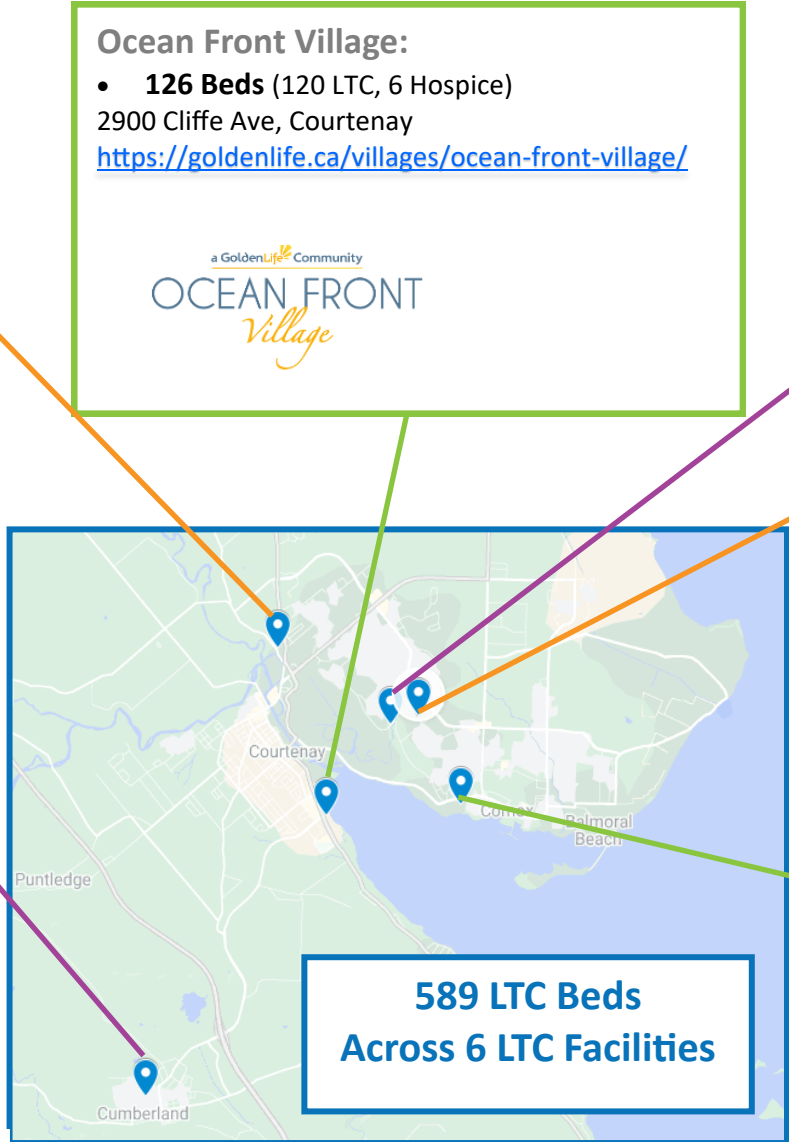 Ocean Front Village:
• 126 Beds (120 LTC, 6 Hospice)
2900 Cliffe Ave, Courtenay
https://goldenlife.ca/villages/ocean-front-village/
a GoldenLife Community
OCEAN FRONT
Village
Courtenay
Comox
Balmoral
Beach
Puntledge
589 LTC Beds
Across 6 LTC Facilities
Cumberland